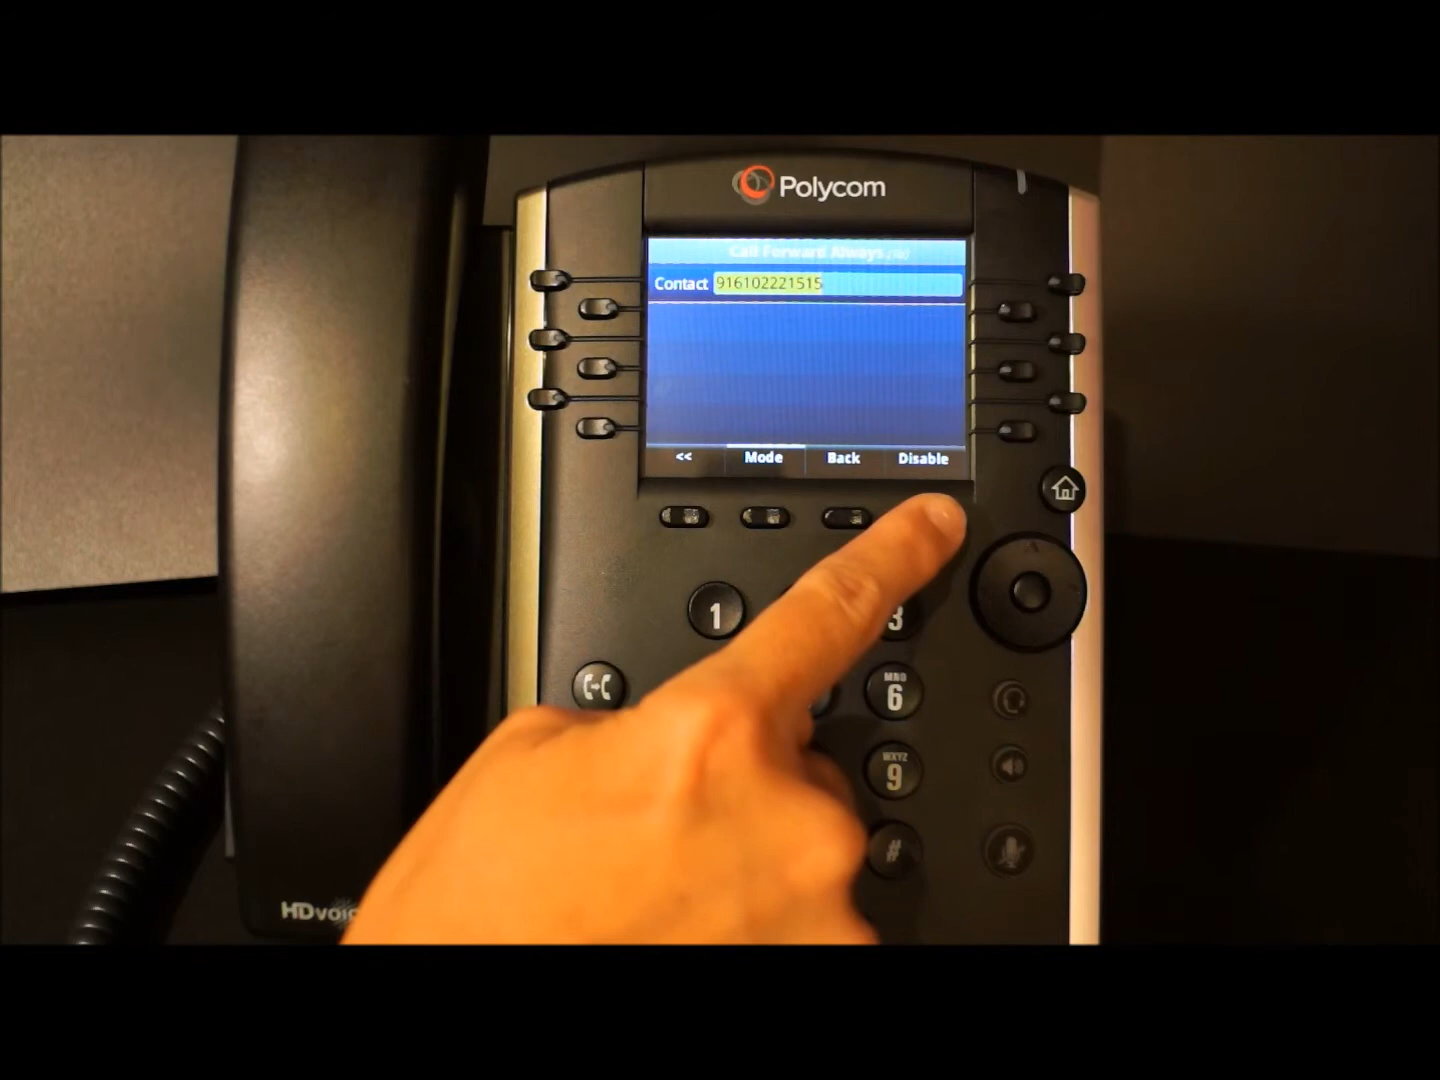 Polycom
Call Forward Always
Contact 916102221515
<< Mode Back Disable
1
3
MNO
6
WXYZ
9
#
HDvoic